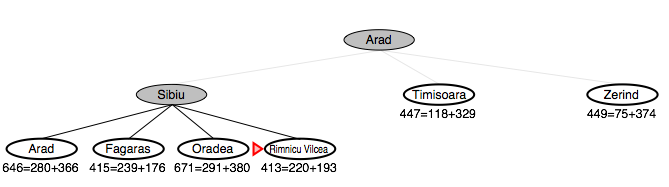 Arad
Sibiu Timisoara Zerind
447=118+329 449=75+374
Arad Fagaras Oradea Rimnicu Vilcea
646=280+366 415=239+176 671=291+380 413=220+193